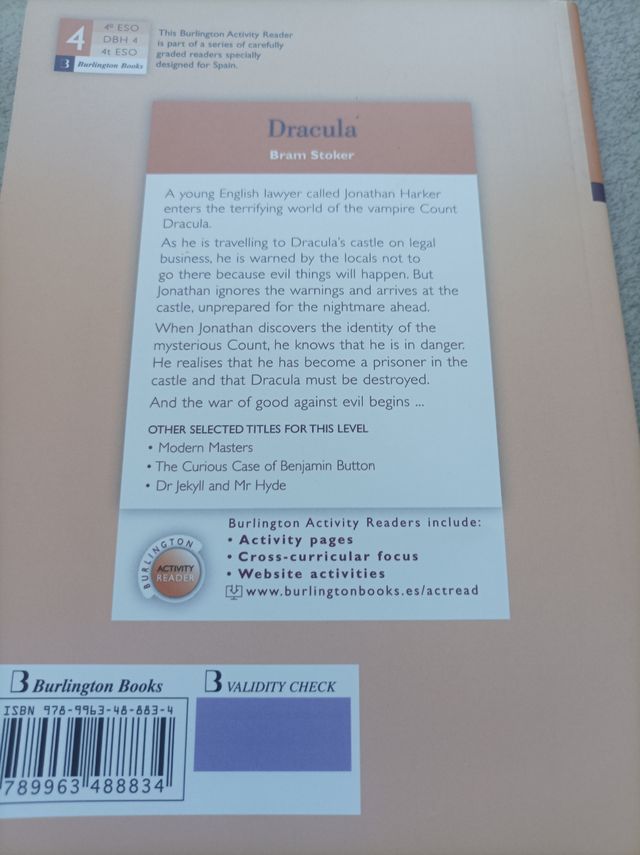 4
4º ESO
DBH 4
4t ESO
B Burlington Books
This Burlington Activity Reader
is part of a series of carefully
graded readers specially
designed for Spain.
Dracula
Bram Stoker
A young English lawyer called Jonathan Harker
enters the terrifying world of the vampire Count
Dracula.
As he is travelling to Dracula's castle on legal
business, he is warned by the locals not to
go there because evil things will happen. But
Jonathan ignores the warnings and arrives at the
castle, unprepared for the nightmare ahead.
When Jonathan discovers the identity of the
mysterious Count, he knows that he is in danger.
He realises that he has become a prisoner in the
castle and that Dracula must be destroyed.
And the war of good against evil begins ...
OTHER SELECTED TITLES FOR THIS LEVEL
• Modern Masters
• The Curious Case of Benjamin Button
• Dr Jekyll and Mr Hyde
BURLINGTON
ACTIVITY
READER
Burlington Activity Readers include:
• Activity pages
• Cross-curricular focus
• Website activities
www.burlingtonbooks.es/actread
B Burlington Books
B VALIDITY CHECK
ISBN 978-9963-48-883-4
789963 488834